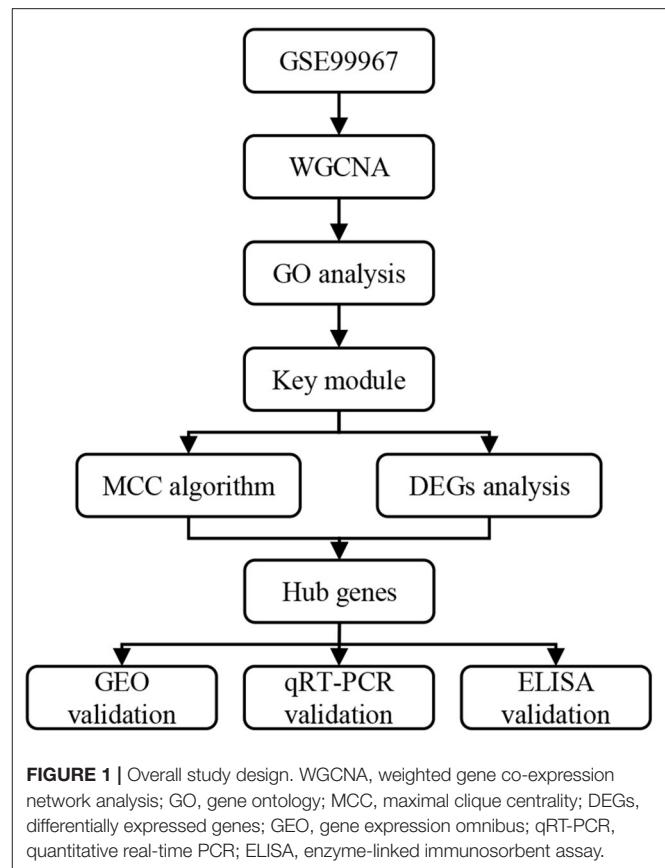 GSE99967
WGCNA
GO analysis
Key module
MCC algorithm
DEGs analysis
Hub genes
GEO
validation
qRT-PCR
validation
ELISA
validation
FIGURE 1 | Overall study design. WGCNA, weighted gene co-expression
network analysis; GO, gene ontology; MCC, maximal clique centrality; DEGs,
differentially expressed genes; GEO, gene expression omnibus; qRT-PCR,
quantitative real-time PCR; ELISA, enzyme-linked immunosorbent assay.